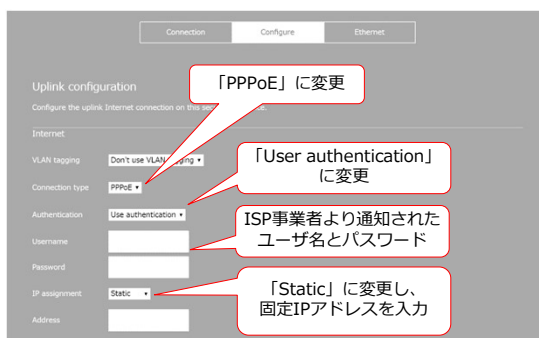 Connection
Configure
Ethernet
Uplink configuration
「PPPoE」に変更
Configure the uplink Internet connection on this se ce.
Internet
VLAN tagging
Don't use VLAN tagging
「User authentication」
に変更
Connection type
PPPoE
Authentication
Use authentication
ISP事業者より通知された
ユーザ名とパスワード
Username
Password
IP assignment
Static
「Static」に変更し、
固定IPアドレスを入力
Address